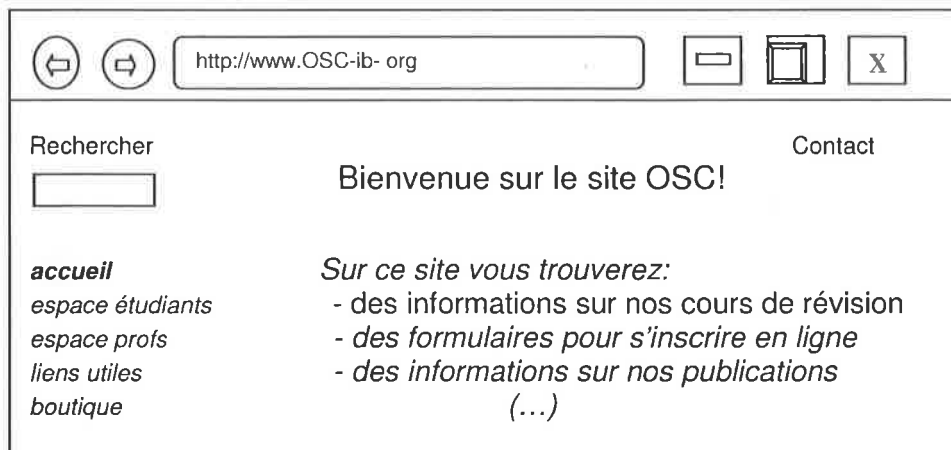 http://www.OSC-ib- org
X
Rechercher
Contact
Bienvenue sur le site OSC!
accueil
espace étudiants
espace profs
liens utiles
boutique
Sur ce site vous trouverez:
- des informations sur nos cours de révision
- des formulaires pour s'inscrire en ligne
- des informations sur nos publications
(...)